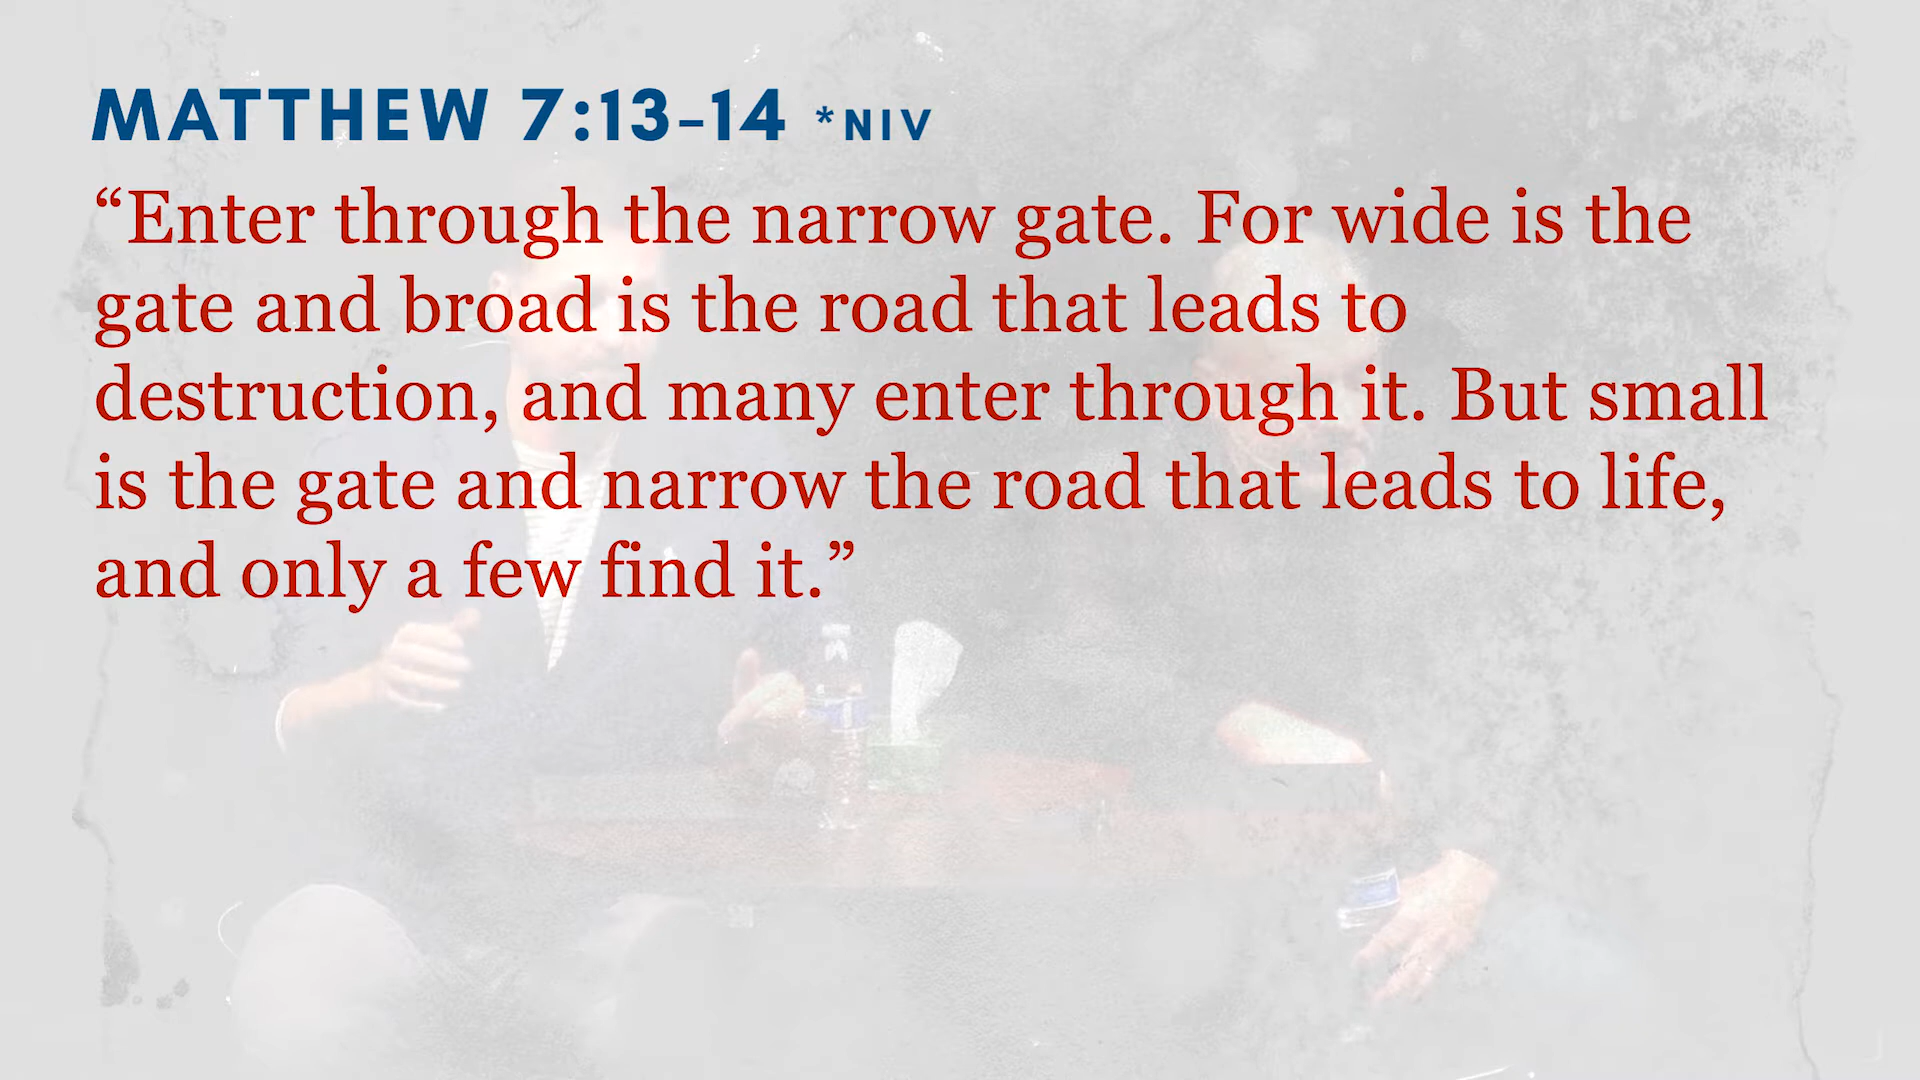 MATTHEW 7:13–14 *NIV
“Enter through the narrow gate. For wide is the
gate and broad is the road that leads to
destruction, and many enter through it. But small
is the gate and narrow the road that leads to life,
and only a few find it.”